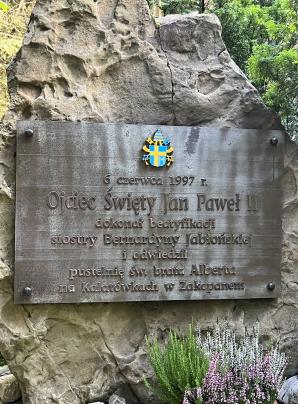 6 czerwca 1997 r.
Ojciec Święty Jan Paweł II
dokonał beatyfikacji
siostry Bernardyny Jabłońskiej
i odwiedził
pustelnię św. brata Alberta
na Kalatówkach w Zakopanem